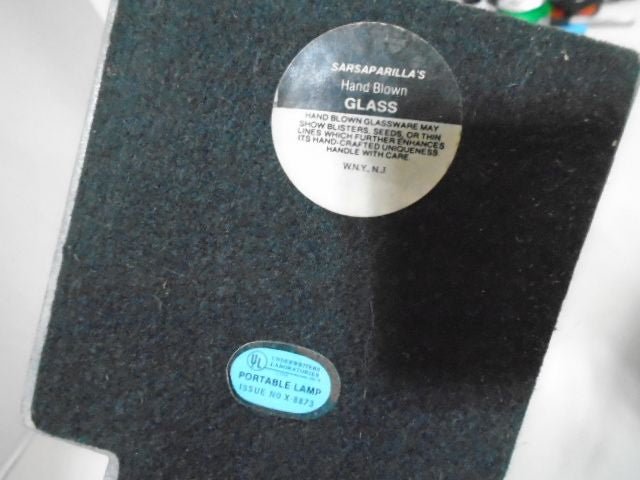 SARSAPARILLA'S
Hand Blown
GLASS
HAND BLOWN GLASSWARE MAY
SHOW BLISTERS, SEEDS, OR THIN
LINES WHICH FURTHER ENHANCES
ITS HAND-CRAFTED UNIQUENESS.
HANDLE WITH CARE.
W.N.Y., N.J.
UL
UNDERWRITERS
LABORATORIES
PORTABLE LAMP
ISSUE NO X-8873